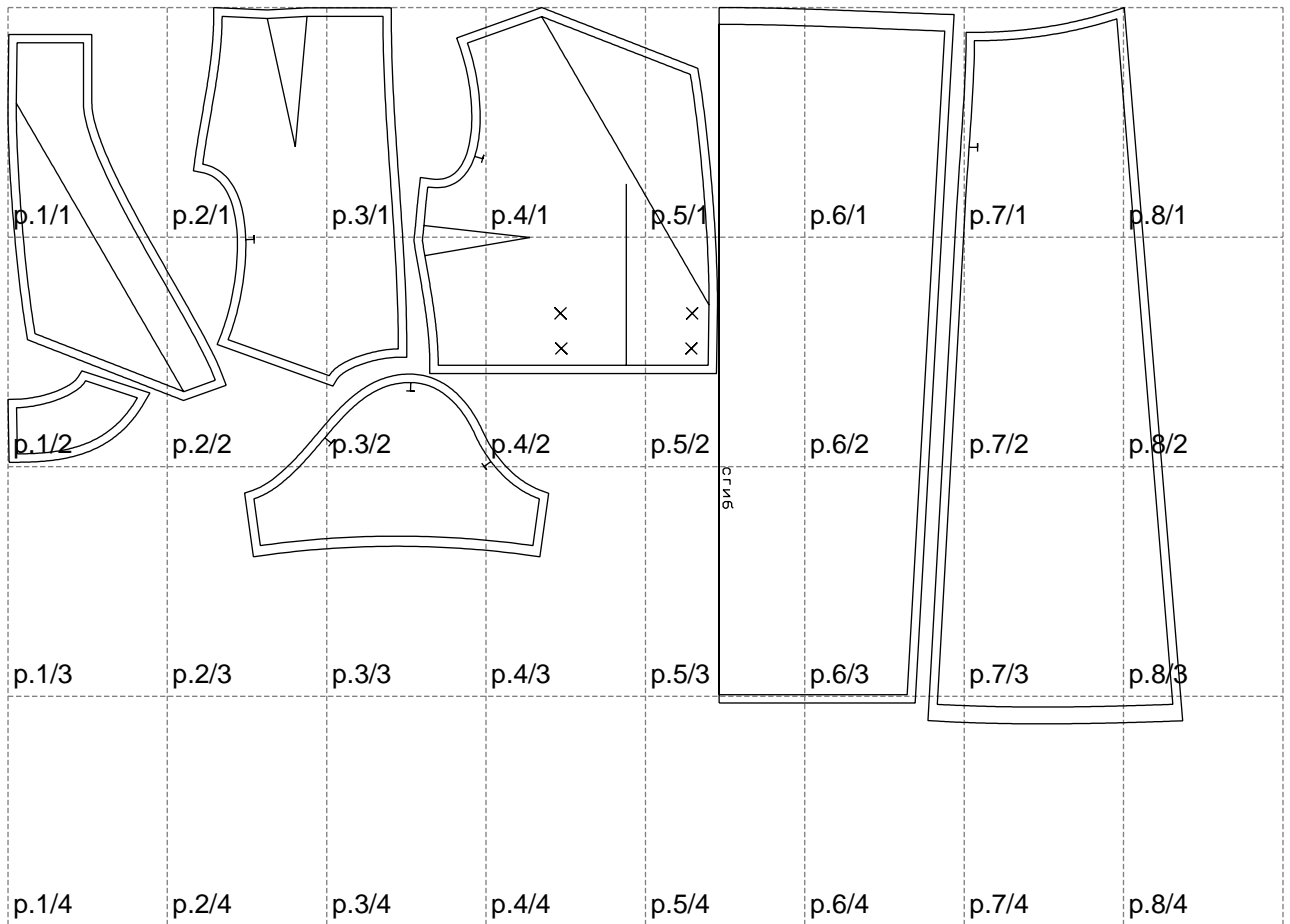 p.1/1 p.2/1 p.3/1 p.4/1 p.5/1 p.6/1 p.7/1 p.8/1
p.1/2 p.2/2 p.3/2 p.4/2 p.5/2 p.6/2 p.7/2 p.8/2
сгиб
p.1/3 p.2/3 p.3/3 p.4/3 p.5/3 p.6/3 p.7/3 p.8/3
p.1/4 p.2/4 p.3/4 p.4/4 p.5/4 p.6/4 p.7/4 p.8/4